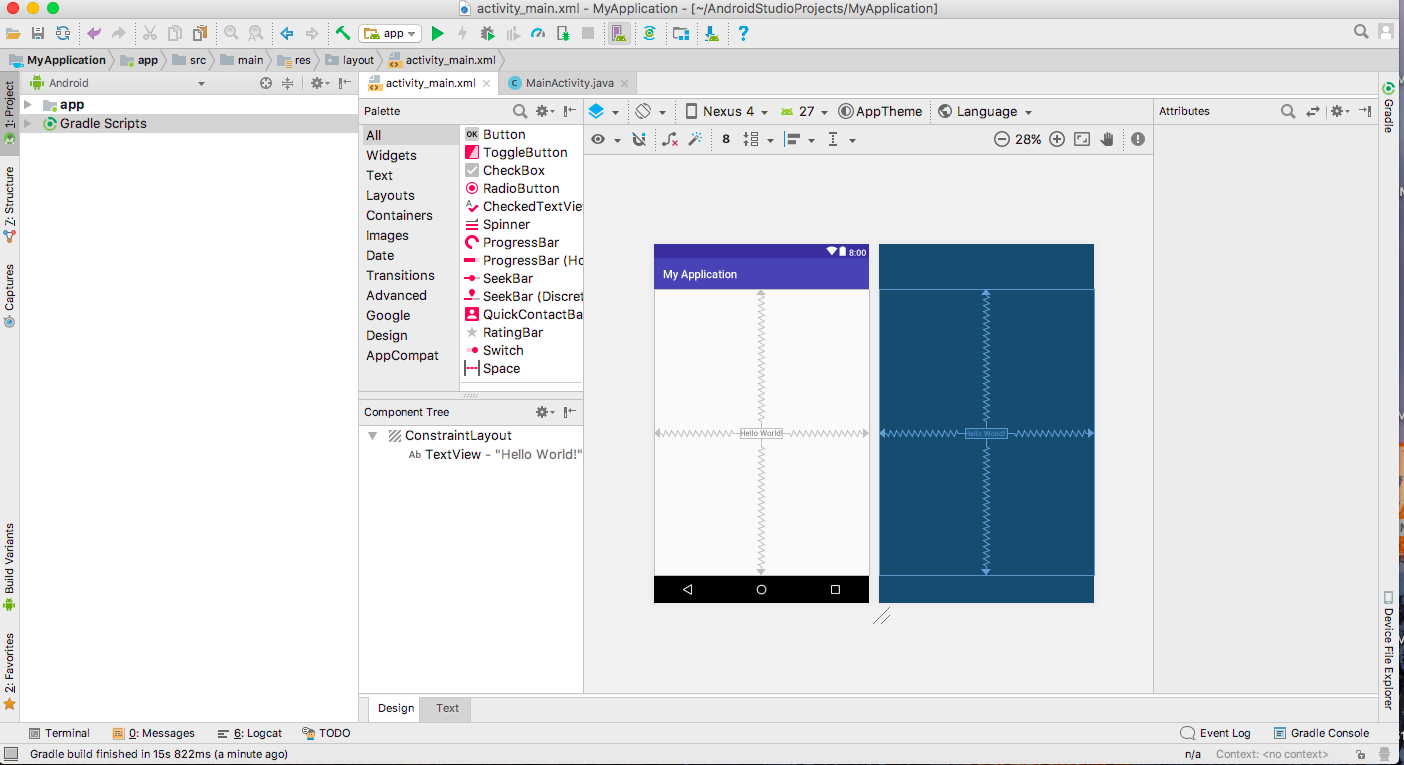 activity_main.xml - MyApplication - [~/AndroidStudioProjects/MyApplication]
app
MyApplication app src main res layout activity_main.xml
1: Project
7: Structure
Captures
Build Variants
2: Favorites
Android
app
Gradle Scripts
activity_main.xml MainActivity.java
Palette
All
Widgets
Text
Layouts
Containers
Images
Date
Transitions
Advanced
Google
Design
AppCompat
OK Button
ToggleButton
CheckBox
RadioButton
CheckedTextVie
Spinner
ProgressBar
ProgressBar (Ho
SeekBar
SeekBar (Discret
QuickContactBa
RatingBar
Switch
Space
Component Tree
ConstraintLayout
Ab TextView - "Hello World!"
Nexus 4 27 AppTheme Language
8 28%
8:00
My Application
Hello World!
Hello World!
Attributes
Gradle
Device File Explorer
Design Text
Terminal 0: Messages 6: Logcat TODO Event Log Gradle Console
Gradle build finished in 15s 822ms (a minute ago) n/a Context: <no context>